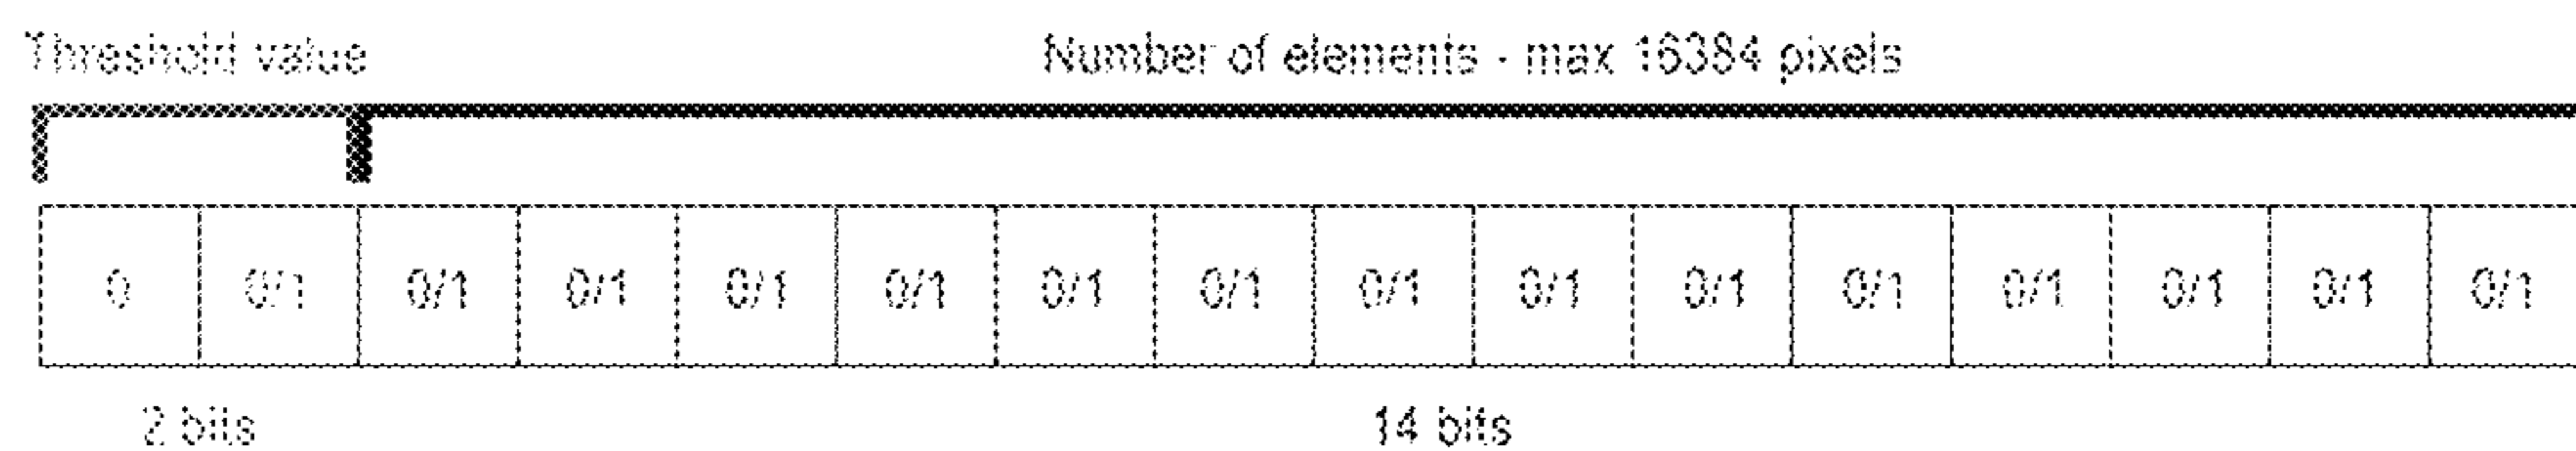 Threshold value Number of elements - max 16384 pixels
0 0/1 0/1 0/1 0/1 0/1 0/1 0/1 0/1 0/1 0/1 0/1 0/1 0/1 0/1 0/1
2 bits 14 bits